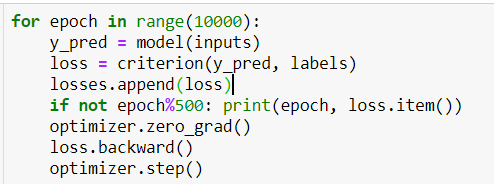 for epoch in range(10000):
    y_pred = model(inputs)
    loss = criterion(y_pred, labels)
    losses.append(loss)
    if not epoch%500: print(epoch, loss.item())
    optimizer.zero_grad()
    loss.backward()
    optimizer.step()